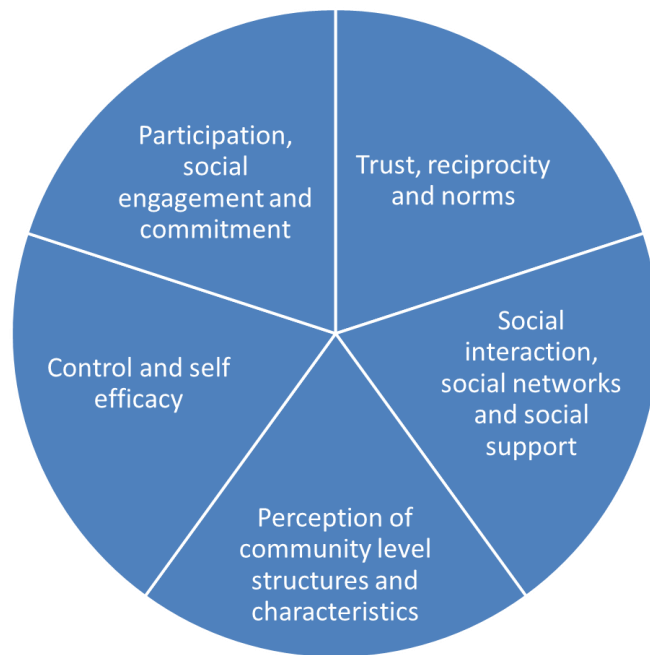 Participation,
social
engagement and
commitment
Trust, reciprocity
and norms
Social
interaction,
social networks
and social
support
Control and self
efficacy
Perception of
community level
structures and
characteristics